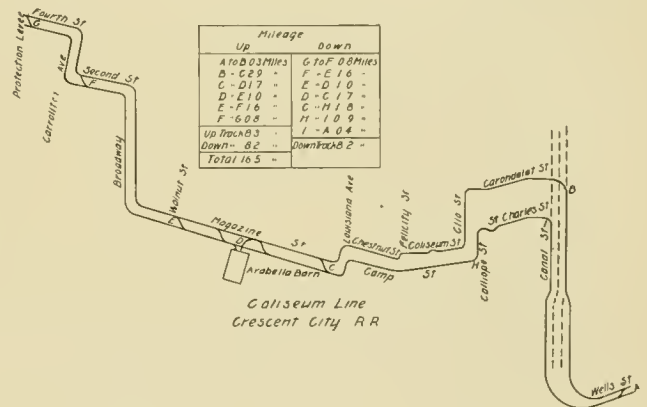 Fourth St
G
Protection Levee
Carrollton Ave
Second St
F
Broadway
Mileage
Up Down
A to B 0.3 Miles G to F 0.8 Miles
B - C 2.9 " F - E 1.6 "
C - D 1.7 " E - D 1.0 "
D - E 1.0 " D - C 1.7 "
E - F 1.6 " C - H 1.8 "
F - G 0.8 " H - I 0.9 "
Up Track 8.3 " I - A 0.4 "
Down " 8.2 " Down Track 8.2 "
Total 16.5 "
Walnut St
E
Magazine St
D
Arabella Barn
C
Louisiana Ave
Chestnut St
Felicity St
Coliseum St
Camp St
Clio St
H
Calliope St
Carondelet St
B
St Charles St
Canal St
Wells St
A
Coliseum Line
Crescent City R R